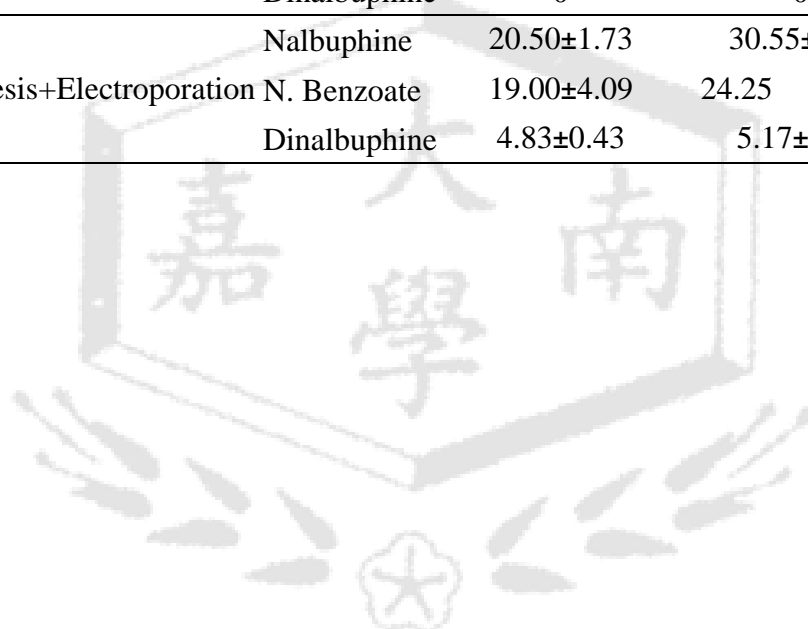 Nalbuphine 20.50±1.73 30.55±
esis+Electroporation N. Benzoate 19.00±4.09 24.25
Dinalbuphine 4.83±0.43 5.17±
大
嘉 南
學